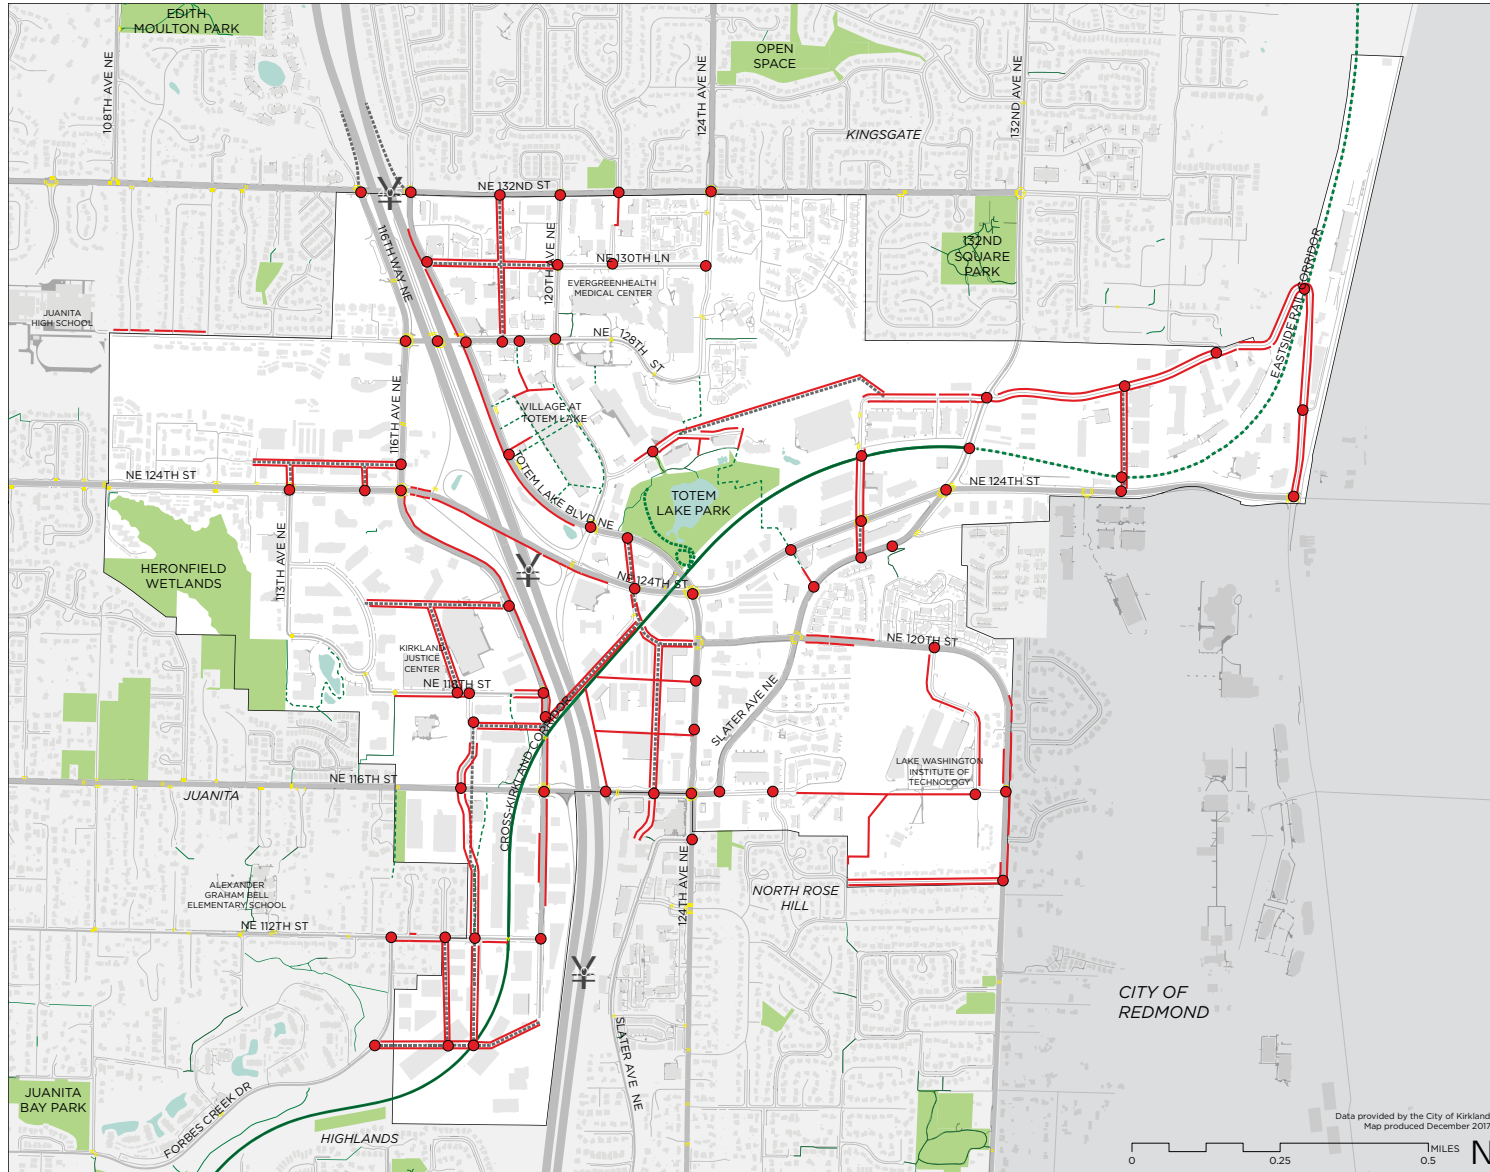 EDITH
MOULTON PARK
OPEN
SPACE
108TH AVE NE
124TH AVE NE
132ND AVE NE
KINGSGATE
NE 132ND ST
116TH WAY NE
120TH AVE NE
NE 130TH LN
EVERGREENHEALTH
MEDICAL CENTER
132ND
SQUARE
PARK
EASTSIDE RAIL CORRIDOR
JUANITA
HIGH SCHOOL
NE 128TH ST
116TH AVE NE
VILLAGE AT
TOTEM LAKE
NE 124TH ST
TOTEM LAKE BLVD NE
TOTEM
LAKE PARK
NE 124TH ST
HERONFIELD
WETLANDS
113TH AVE NE
NE 124TH ST
KIRKLAND
JUSTICE
CENTER
NE 120TH ST
NE 118TH ST
SLATER AVE NE
CROSS-KIRKLAND CORRIDOR
LAKE WASHINGTON
INSTITUTE OF
TECHNOLOGY
NE 116TH ST
JUANITA
ALEXANDER
GRAHAM BELL
ELEMENTARY SCHOOL
124TH AVE NE
NORTH ROSE
HILL
NE 112TH ST
CITY OF
REDMOND
SLATER AVE NE
JUANITA
BAY PARK
FORBES CREEK DR
HIGHLANDS
Data provided by the City of Kirkland
Map produced December 2017
MILES
0 0.25 0.5
N